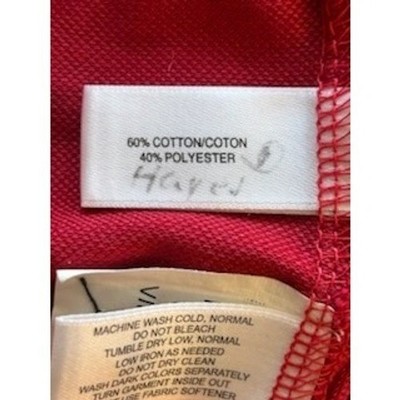 60% COTTON/COTON
40% POLYESTER
Hayes
MACHINE WASH COLD, NORMAL
DO NOT BLEACH
TUMBLE DRY LOW, NORMAL
LOW IRON AS NEEDED
DO NOT DRY CLEAN
WASH DARK COLORS SEPARATELY
TURN GARMENT INSIDE OUT
USE FABRIC SOFTENER